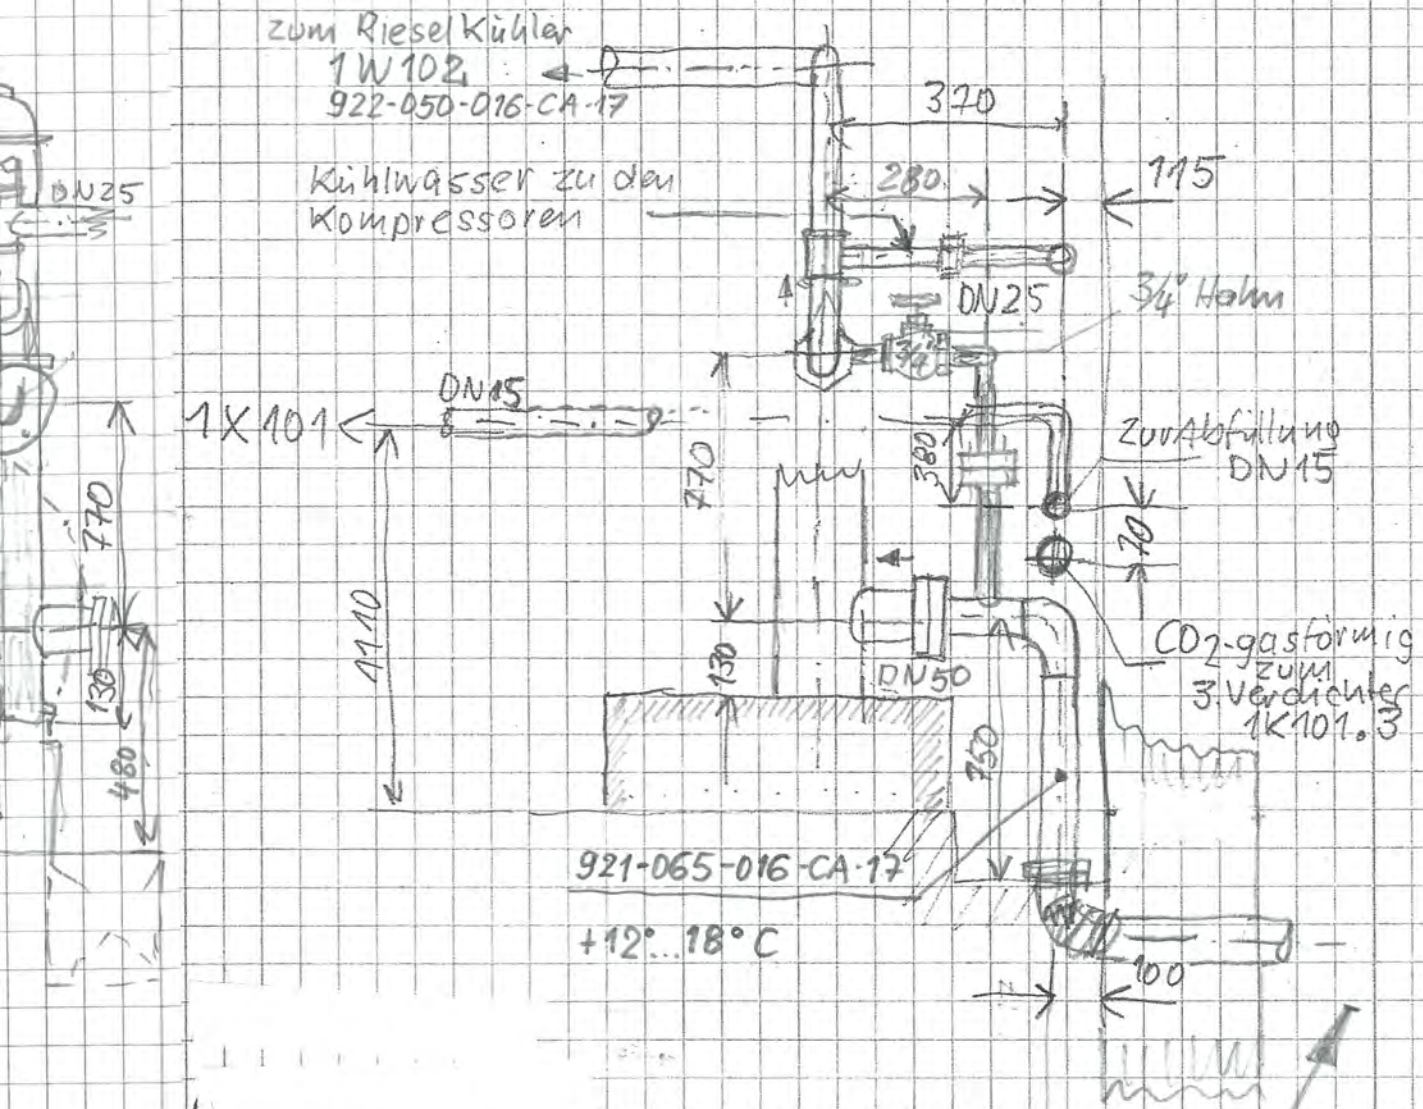 zum Rieselkühler
1W102
922-050-016-CA-17
370
115
280
Kühlwasser zu den
Kompressoren
DN25
DN25
3/4" Hahn
3/4"
DN15
1X101
zur Abfüllung
DN15
380
770
770
70
1110
CO2-gasförmig
zum
3.Verdichter
1K101.3
130
DN50
130
480
750
921-065-016-CA-17
+12°...18°C
100